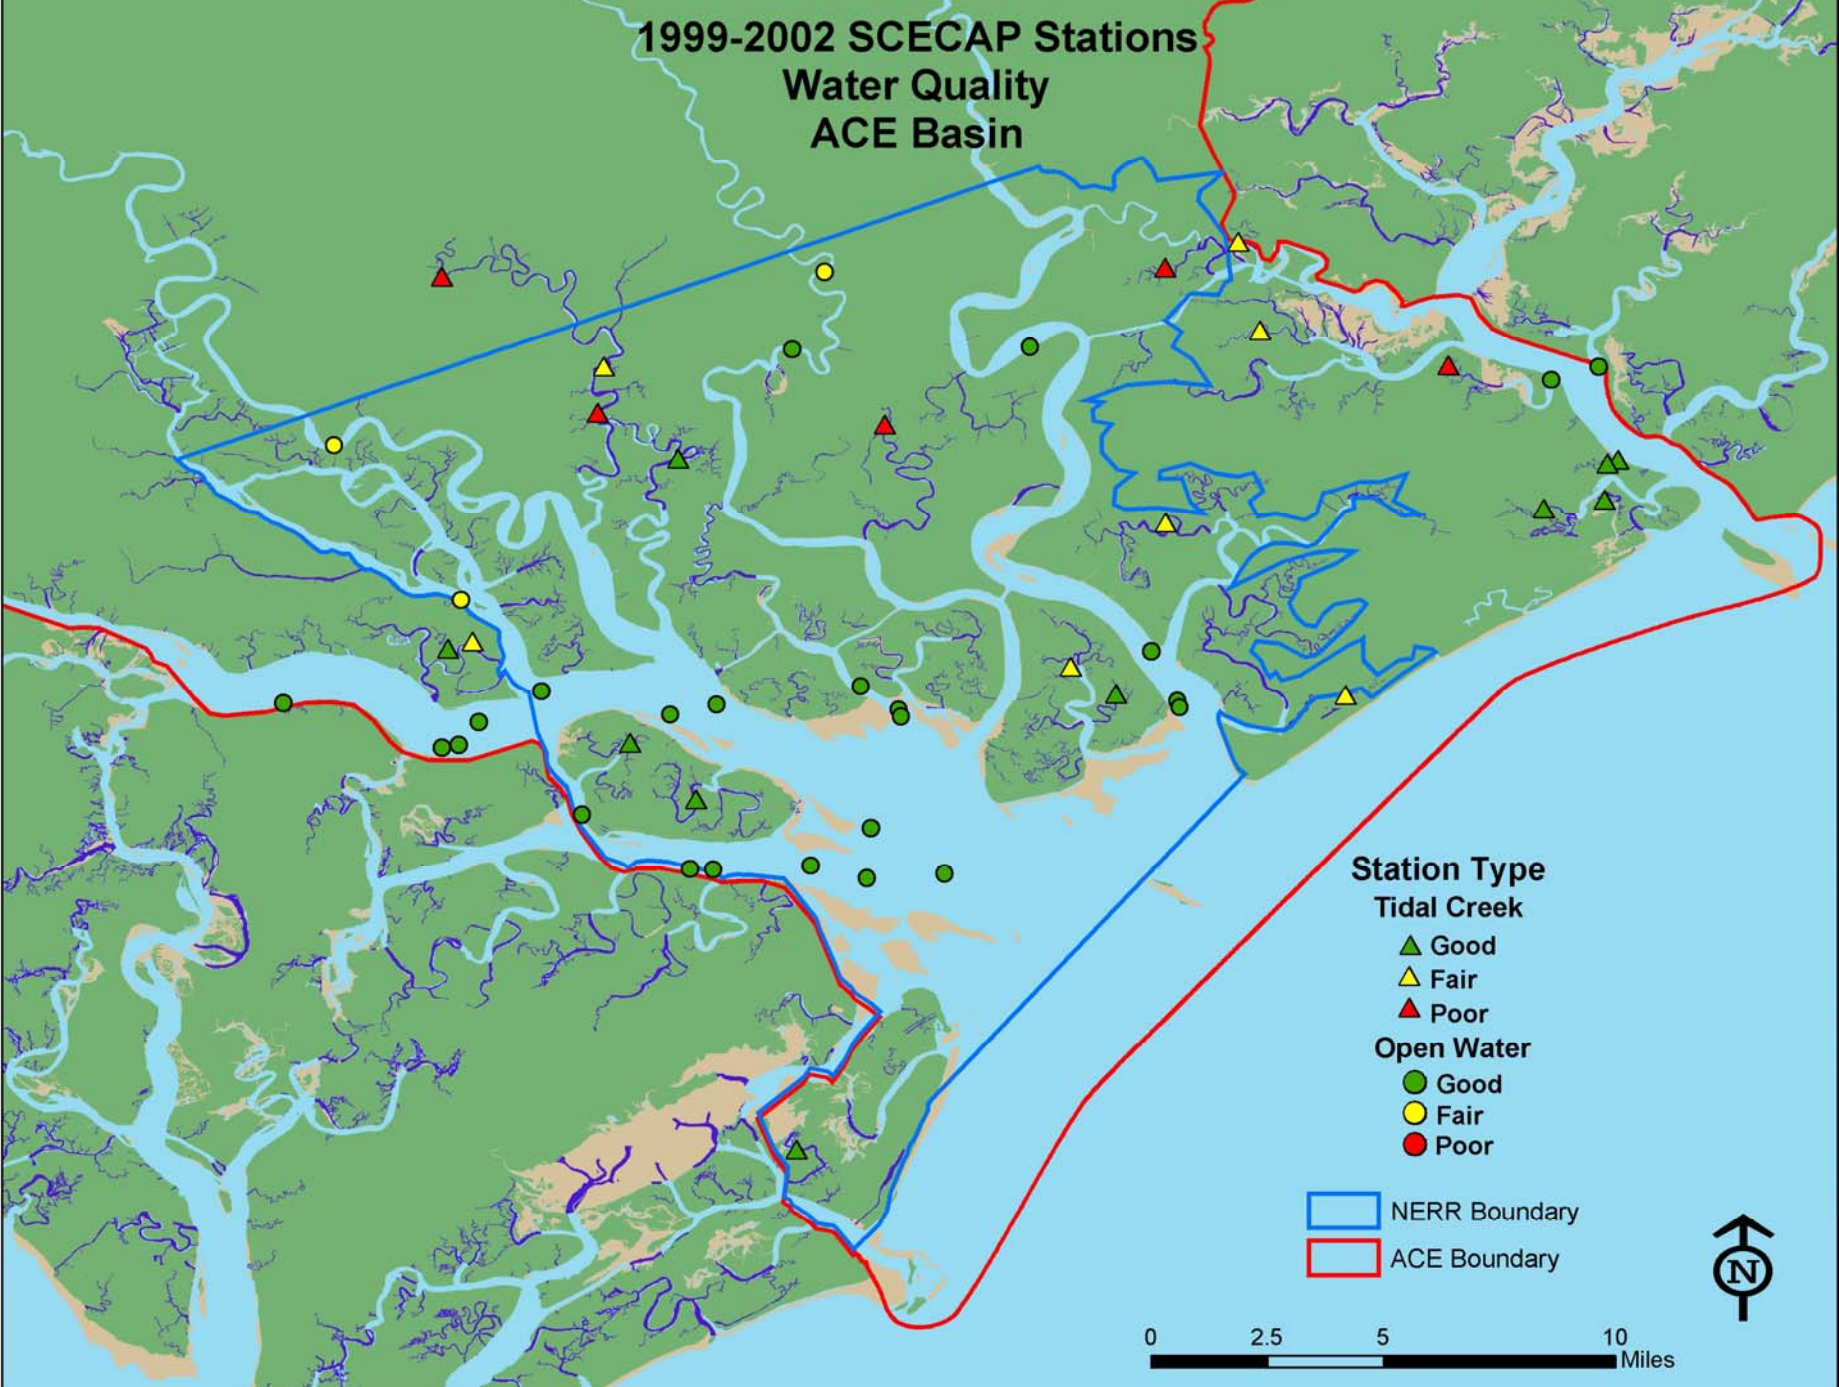 1999-2002 SCECAP Stations
Water Quality
ACE Basin
Station Type
Tidal Creek
Good
Fair
Poor
Open Water
Good
Fair
Poor
NERR Boundary
ACE Boundary
N
0 2.5 5 10
Miles